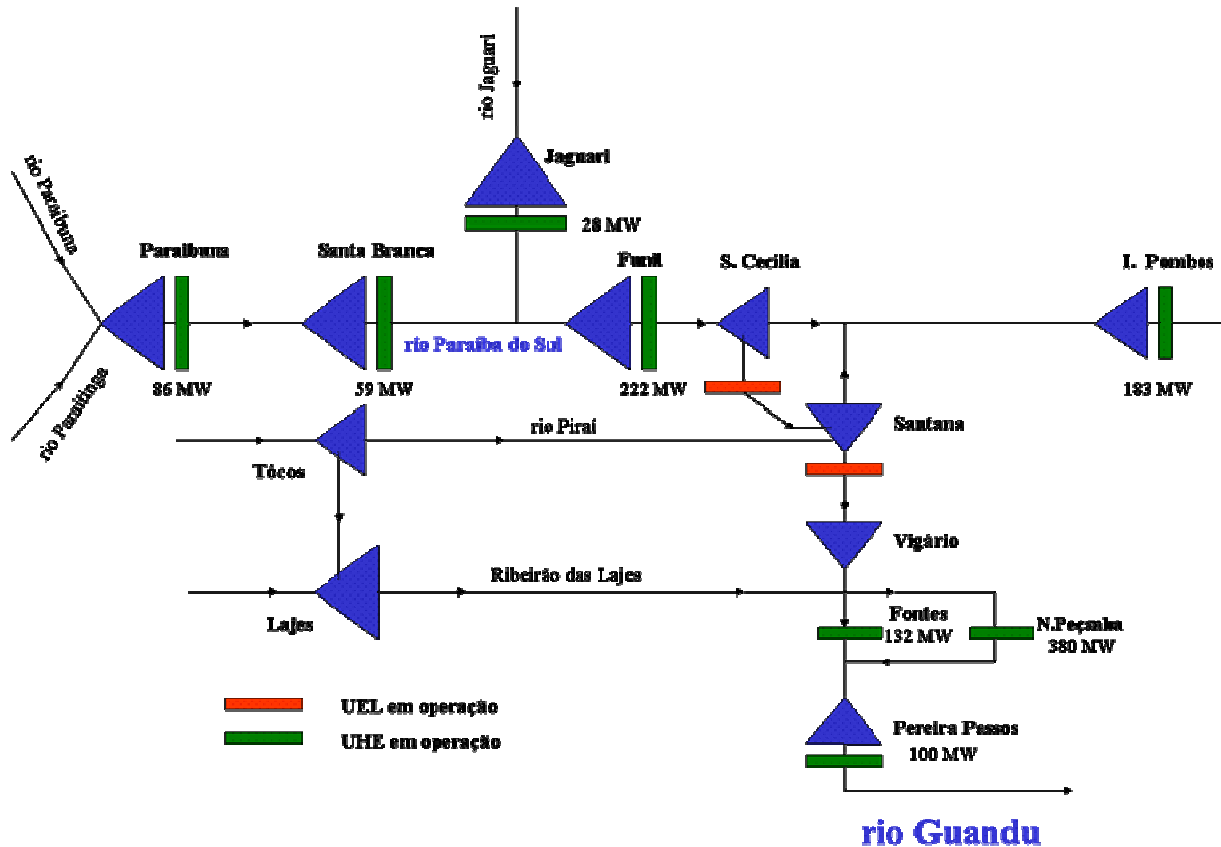 rio Jaguari
Jaguari
28 MW
rio Paraibuna
Paraibuna
Santa Branca
Funil
S. Cecilia
I. Pombos
rio Paraíba do Sul
86 MW
59 MW
222 MW
183 MW
rio Paraitinga
rio Piraí
Santana
Tócos
Vigário
Ribeirão das Lajes
Lajes
Fontes
132 MW
N.Peçanha
380 MW
UEL em operação
UHE em operação
Pereira Passos
100 MW
rio Guandu